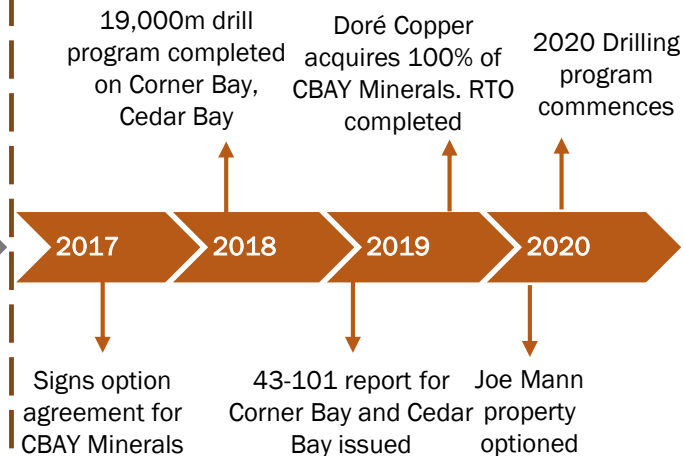 19,000m drill
program completed
on Corner Bay,
Cedar Bay
Doré Copper
acquires 100% of
CBAY Minerals. RTO
completed
2020 Drilling
program
commences
2017
2018
2019
2020
Signs option
agreement for
CBAY Minerals
43-101 report for
Corner Bay and Cedar
Bay issued
Joe Mann
property
optioned